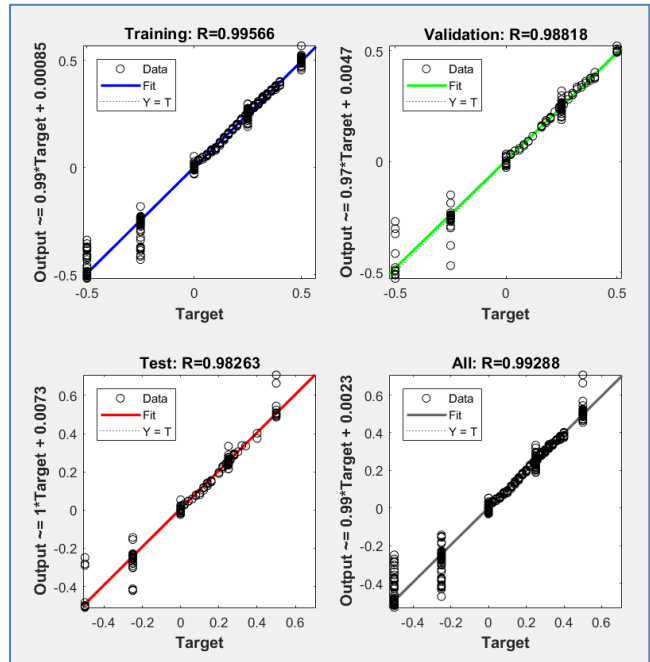 Training: R=0.99566
Output ~= 0.99*Target + 0.00085
Data
Fit
Y = T
0.5
0
-0.5
-0.5
0
0.5
Target
Validation: R=0.98818
Output ~= 0.97*Target + 0.0047
Data
Fit
Y = T
0.5
0
-0.5
-0.5
0
0.5
Target
Test: R=0.98263
Output ~= 1*Target + 0.0073
Data
Fit
Y = T
0.6
0.4
0.2
0
-0.2
-0.4
-0.4
-0.2
0
0.2
0.4
0.6
Target
All: R=0.99288
Output ~= 0.99*Target + 0.0023
Data
Fit
Y = T
0.6
0.4
0.2
0
-0.2
-0.4
-0.4
-0.2
0
0.2
0.4
0.6
Target